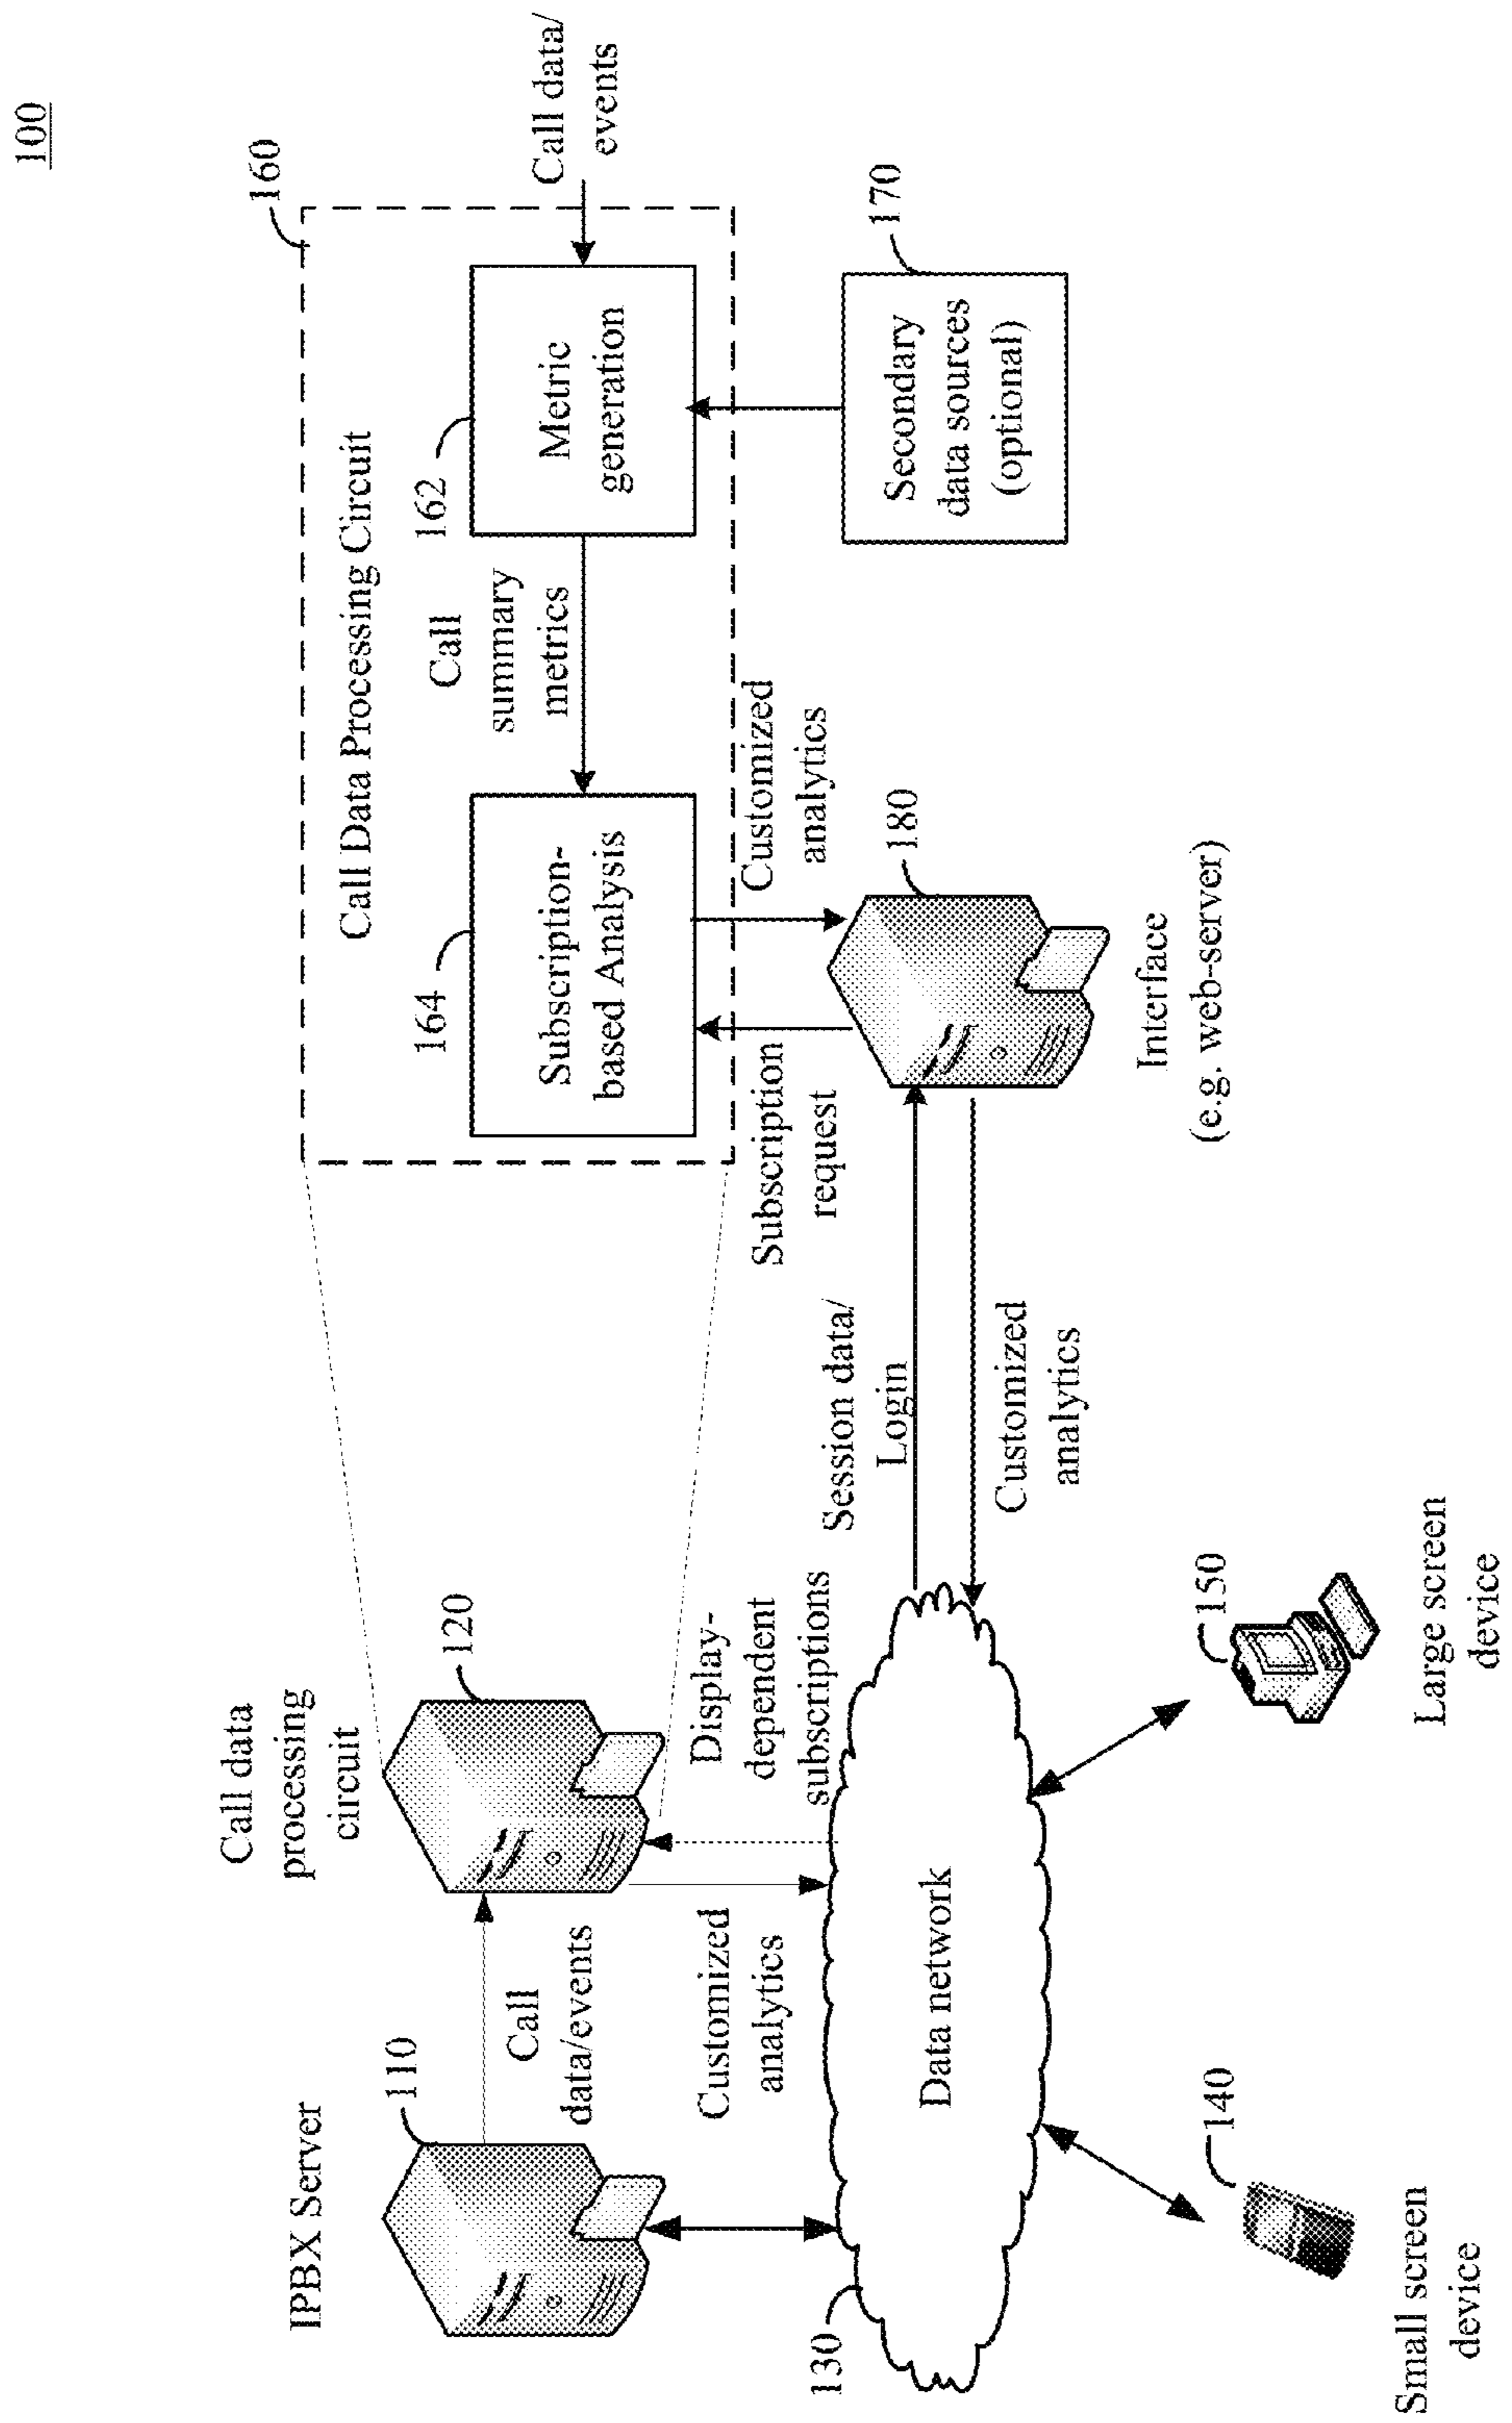 100
160
Call Data Processing Circuit
164
162
Subscription-
based Analysis
Call
summary
metrics
Metric
generation
Call data/
events
Customized
analytics
Subscription
request
180
Interface
(e.g. web-server)
170
Secondary
data sources
(optional)
IPBX Server
110
Call
data/events
Call data
processing
circuit
120
Customized
analytics
Display-
dependent
subscriptions
Session data/
Login
Customized
analytics
130
Data network
140
Small screen
device
150
Large screen
device